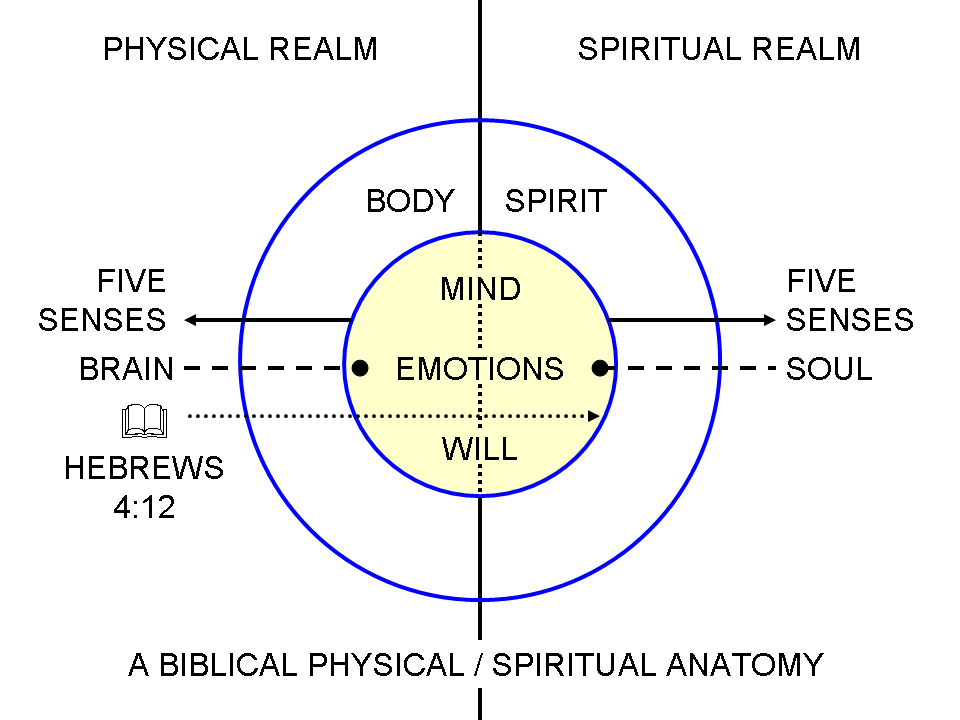 PHYSICAL REALM
SPIRITUAL REALM
BODY
SPIRIT
MIND
EMOTIONS
WILL
FIVE
SENSES
BRAIN
HEBREWS
4:12
FIVE
SENSES
SOUL
A BIBLICAL PHYSICAL / SPIRITUAL ANATOMY